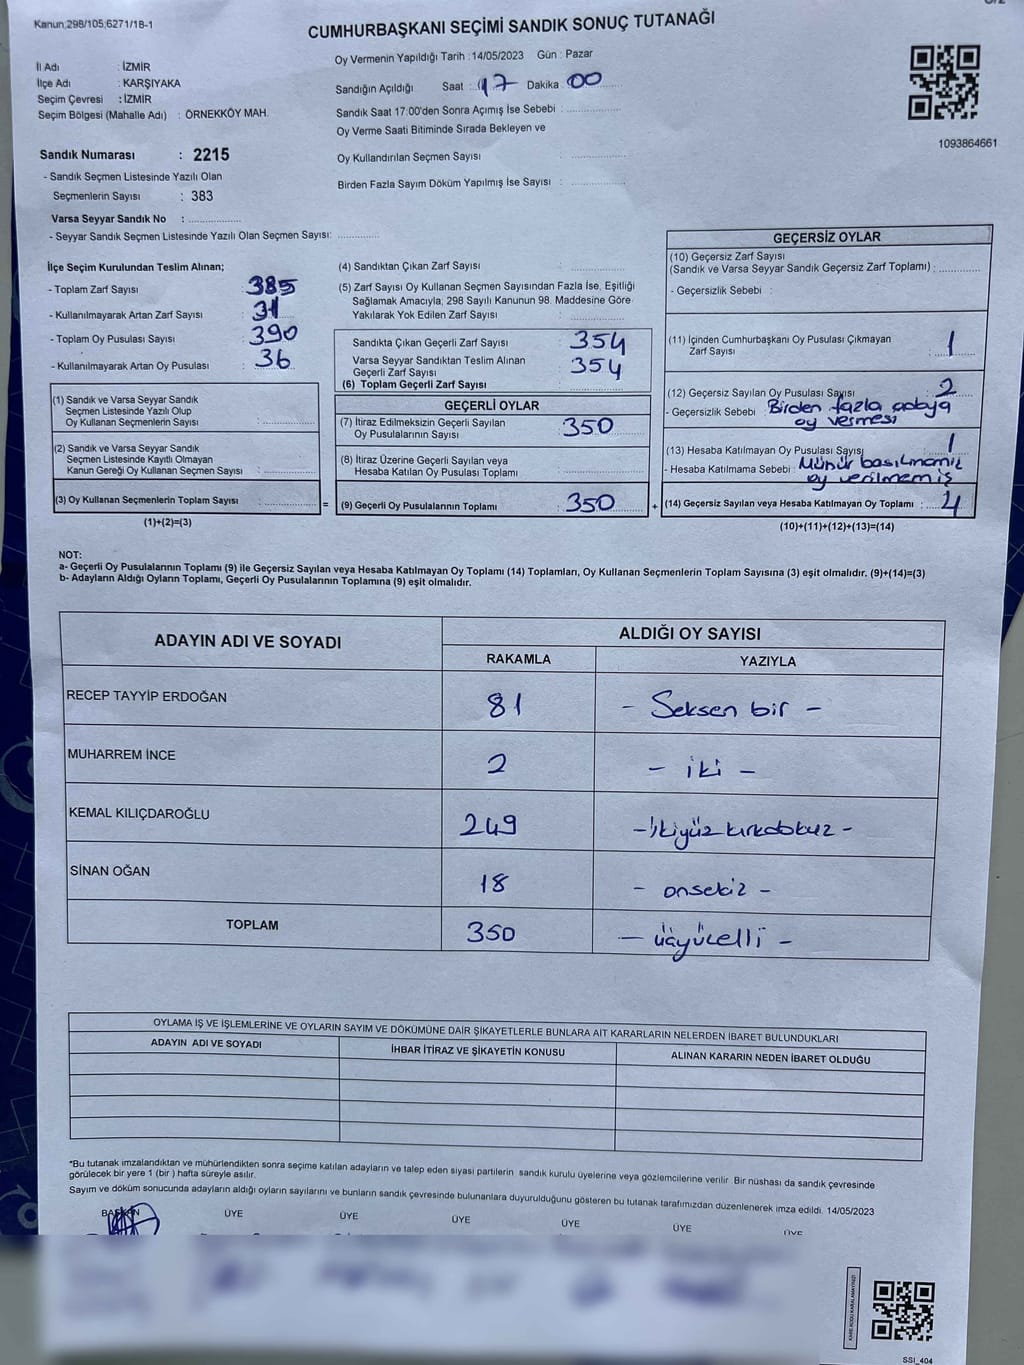 Kanun;298/105;6271/18-1
CUMHURBAŞKANI SEÇİMİ SANDIK SONUÇ TUTANAĞI
İl Adı : İZMİR
İlçe Adı : KARŞIYAKA
Seçim Çevresi : İZMİR
Seçim Bölgesi (Mahalle Adı) : ÖRNEKKÖY MAH.
Sandık Numarası : 2215
- Sandık Seçmen Listesinde Yazılı Olan
Seçmenlerin Sayısı : 383
Varsa Seyyar Sandık No :
- Seyyar Sandık Seçmen Listesinde Yazılı Olan Seçmen Sayısı:
Oy Vermenin Yapıldığı Tarih :14/05/2023 Gün : Pazar
Sandığın Açıldığı Saat : 17 Dakika 00
Sandık Saat 17.00'den Sonra Açımış İse Sebebi :
Oy Verme Saati Bitiminde Sırada Bekleyen ve
Oy Kullandırılan Seçmen Sayısı :
Birden Fazla Sayım Döküm Yapılmış İse Sayısı :
1093864661
İlçe Seçim Kurulundan Teslim Alınan;
- Toplam Zarf Sayısı : 385
- Kullanılmayarak Artan Zarf Sayısı : 31
- Toplam Oy Pusulası Sayısı : 390
- Kullanılmayarak Artan Oy Pusulası : 36
(1) Sandık ve Varsa Seyyar Sandık
Seçmen Listesinde Yazılı Olup
Oy Kullanan Seçmenlerin Sayısı :
(2) Sandık ve Varsa Seyyar Sandık
Seçmen Listesinde Kayıtlı Olmayan
Kanun Gereği Oy Kullanan Seçmen Sayısı :
(3) Oy Kullanan Seçmenlerin Toplam Sayısı :
(1)+(2)=(3)
(4) Sandıktan Çıkan Zarf Sayısı :
(5) Zarf Sayısı Oy Kullanan Seçmen Sayısından Fazla İse, Eşitliği
Sağlamak Amacıyla; 298 Sayılı Kanunun 98. Maddesine Göre
Yakılarak Yok Edilen Zarf Sayısı :
Sandıkta Çıkan Geçerli Zarf Sayısı : 354
Varsa Seyyar Sandıktan Teslim Alınan
Geçerli Zarf Sayısı : 354
(6) Toplam Geçerli Zarf Sayısı :
GEÇERLİ OYLAR
(7) İtiraz Edilmeksizin Geçerli Sayılan
Oy Pusulalarının Sayısı : 350
(8) İtiraz Üzerine Geçerli Sayılan veya
Hesaba Katılan Oy Pusulası Toplamı :
= (9) Geçerli Oy Pusulalarının Toplamı : 350 +
GEÇERSİZ OYLAR
(10) Geçersiz Zarf Sayısı
(Sandık ve Varsa Seyyar Sandık Geçersiz Zarf Toplamı) :
- Geçersizlik Sebebi :
(11) İçinden Cumhurbaşkanı Oy Pusulası Çıkmayan
Zarf Sayısı : 1
(12) Geçersiz Sayılan Oy Pusulası Sayısı : 2
- Geçersizlik Sebebi : Birden fazla adaya
oy vermesi
(13) Hesaba Katılmayan Oy Pusulası Sayısı : 1
- Hesaba Katılmama Sebebi : Mühür basılmamış
oy verilmemiş
(14) Geçersiz Sayılan veya Hesaba Katılmayan Oy Toplamı : 4
(10)+(11)+(12)+(13)=(14)
NOT:
a- Geçerli Oy Pusulalarının Toplamı (9) ile Geçersiz Sayılan veya Hesaba Katılmayan Oy Toplamı (14) Toplamları, Oy Kullanan Seçmenlerin Toplam Sayısına (3) eşit olmalıdır. (9)+(14)=(3)
b- Adayların Aldığı Oyların Toplamı, Geçerli Oy Pusulalarının Toplamına (9) eşit olmalıdır.
ADAYIN ADI VE SOYADI
ALDIĞI OY SAYISI
RAKAMLA YAZIYLA
RECEP TAYYİP ERDOĞAN 81 - Seksen bir -
MUHARREM İNCE 2 - iki -
KEMAL KILIÇDAROĞLU 249 - ikiyüz kırkdokuz -
SİNAN OĞAN 18 - onsekiz -
TOPLAM 350 - üçyüzelli -
OYLAMA İŞ VE İŞLEMLERİNE VE OYLARIN SAYIM VE DÖKÜMÜNE DAİR ŞİKAYETLERLE BUNLARA AİT KARARLARIN NELERDEN İBARET BULUNDUKLARI
ADAYIN ADI VE SOYADI İHBAR İTİRAZ VE ŞİKAYETİN KONUSU ALINAN KARARIN NEDEN İBARET OLDUĞU
*Bu tutanak imzalandıktan ve mühürlendikten sonra seçime katılan adayların ve talep eden siyasi partilerin sandık kurulu üyelerine veya gözlemcilerine verilir. Bir nüshası da sandık çevresinde
görülecek bir yere 1 (bir ) hafta süreyle asılır.
Sayım ve döküm sonucunda adayların aldığı oyların sayılarını ve bunların sandık çevresinde bulunanlara duyurulduğunu gösteren bu tutanak tarafımızdan düzenlenerek imza edildi. 14/05/2023
BAŞKAN ÜYE ÜYE ÜYE ÜYE ÜYE ÜYE
KARE KODU KARALAMAYINIZ!
SSI_404